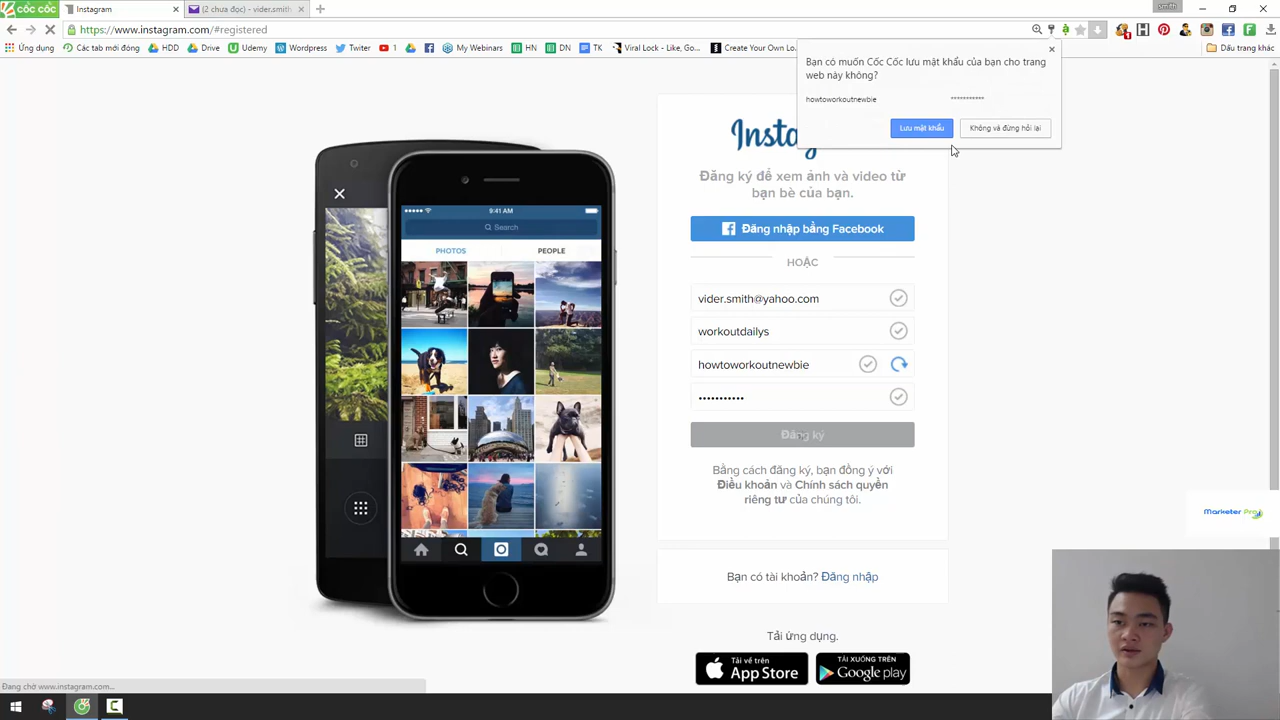 cốc cốc
Instagram
(2 chưa đọc) - vider.smith
smith
https://www.instagram.com/#registered
Ứng dụng
Các tab mới đóng
HDD
Drive
Udemy
Wordpress
Twitter
1
My Webinars
HN
DN
TK
Viral Lock - Like, Goo...
Create Your Own Lo...
Dấu trang khác
Bạn có muốn Cốc Cốc lưu mật khẩu của bạn cho trang
web này không?
howtoworkoutnewbie
***********
Lưu mật khẩu
Không và đừng hỏi lại
Đăng ký để xem ảnh và video từ
bạn bè của bạn.
Đăng nhập bằng Facebook
HOẶC
vider.smith@yahoo.com
workoutdailys
howtoworkoutnewbie
•••••••••••
Đăng ký
Bằng cách đăng ký, bạn đồng ý với
Điều khoản và Chính sách quyền
riêng tư của chúng tôi.
Bạn có tài khoản? Đăng nhập
Tải ứng dụng.
Tải về trên
App Store
TẢI XUỐNG TRÊN
Google play
9:41 AM
Search
PHOTOS
PEOPLE
Marketer Pro
Đang chờ www.instagram.com...